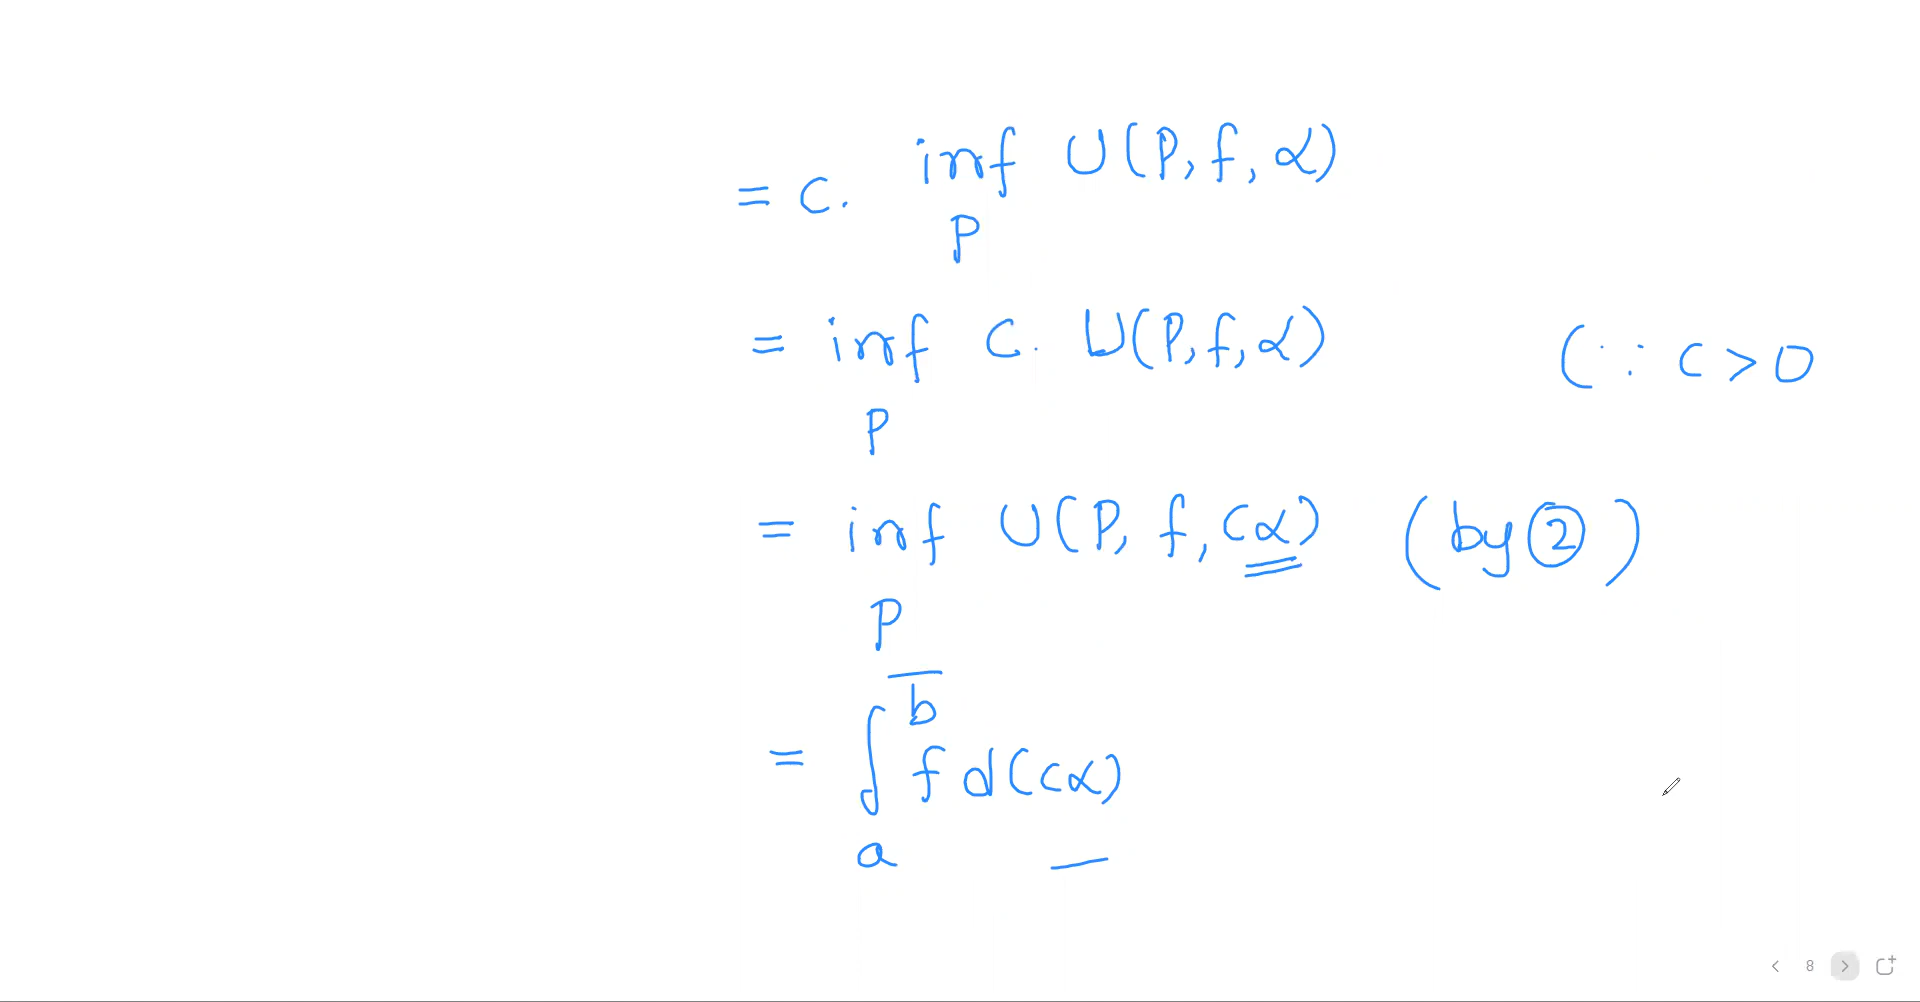 = c. inf U(P, f, α)
P
= inf c. U(P, f, α) (∵ c > 0
P
= inf U(P, f, cα) (by ②)
P
b
= ∫ f d(cα)
a
8